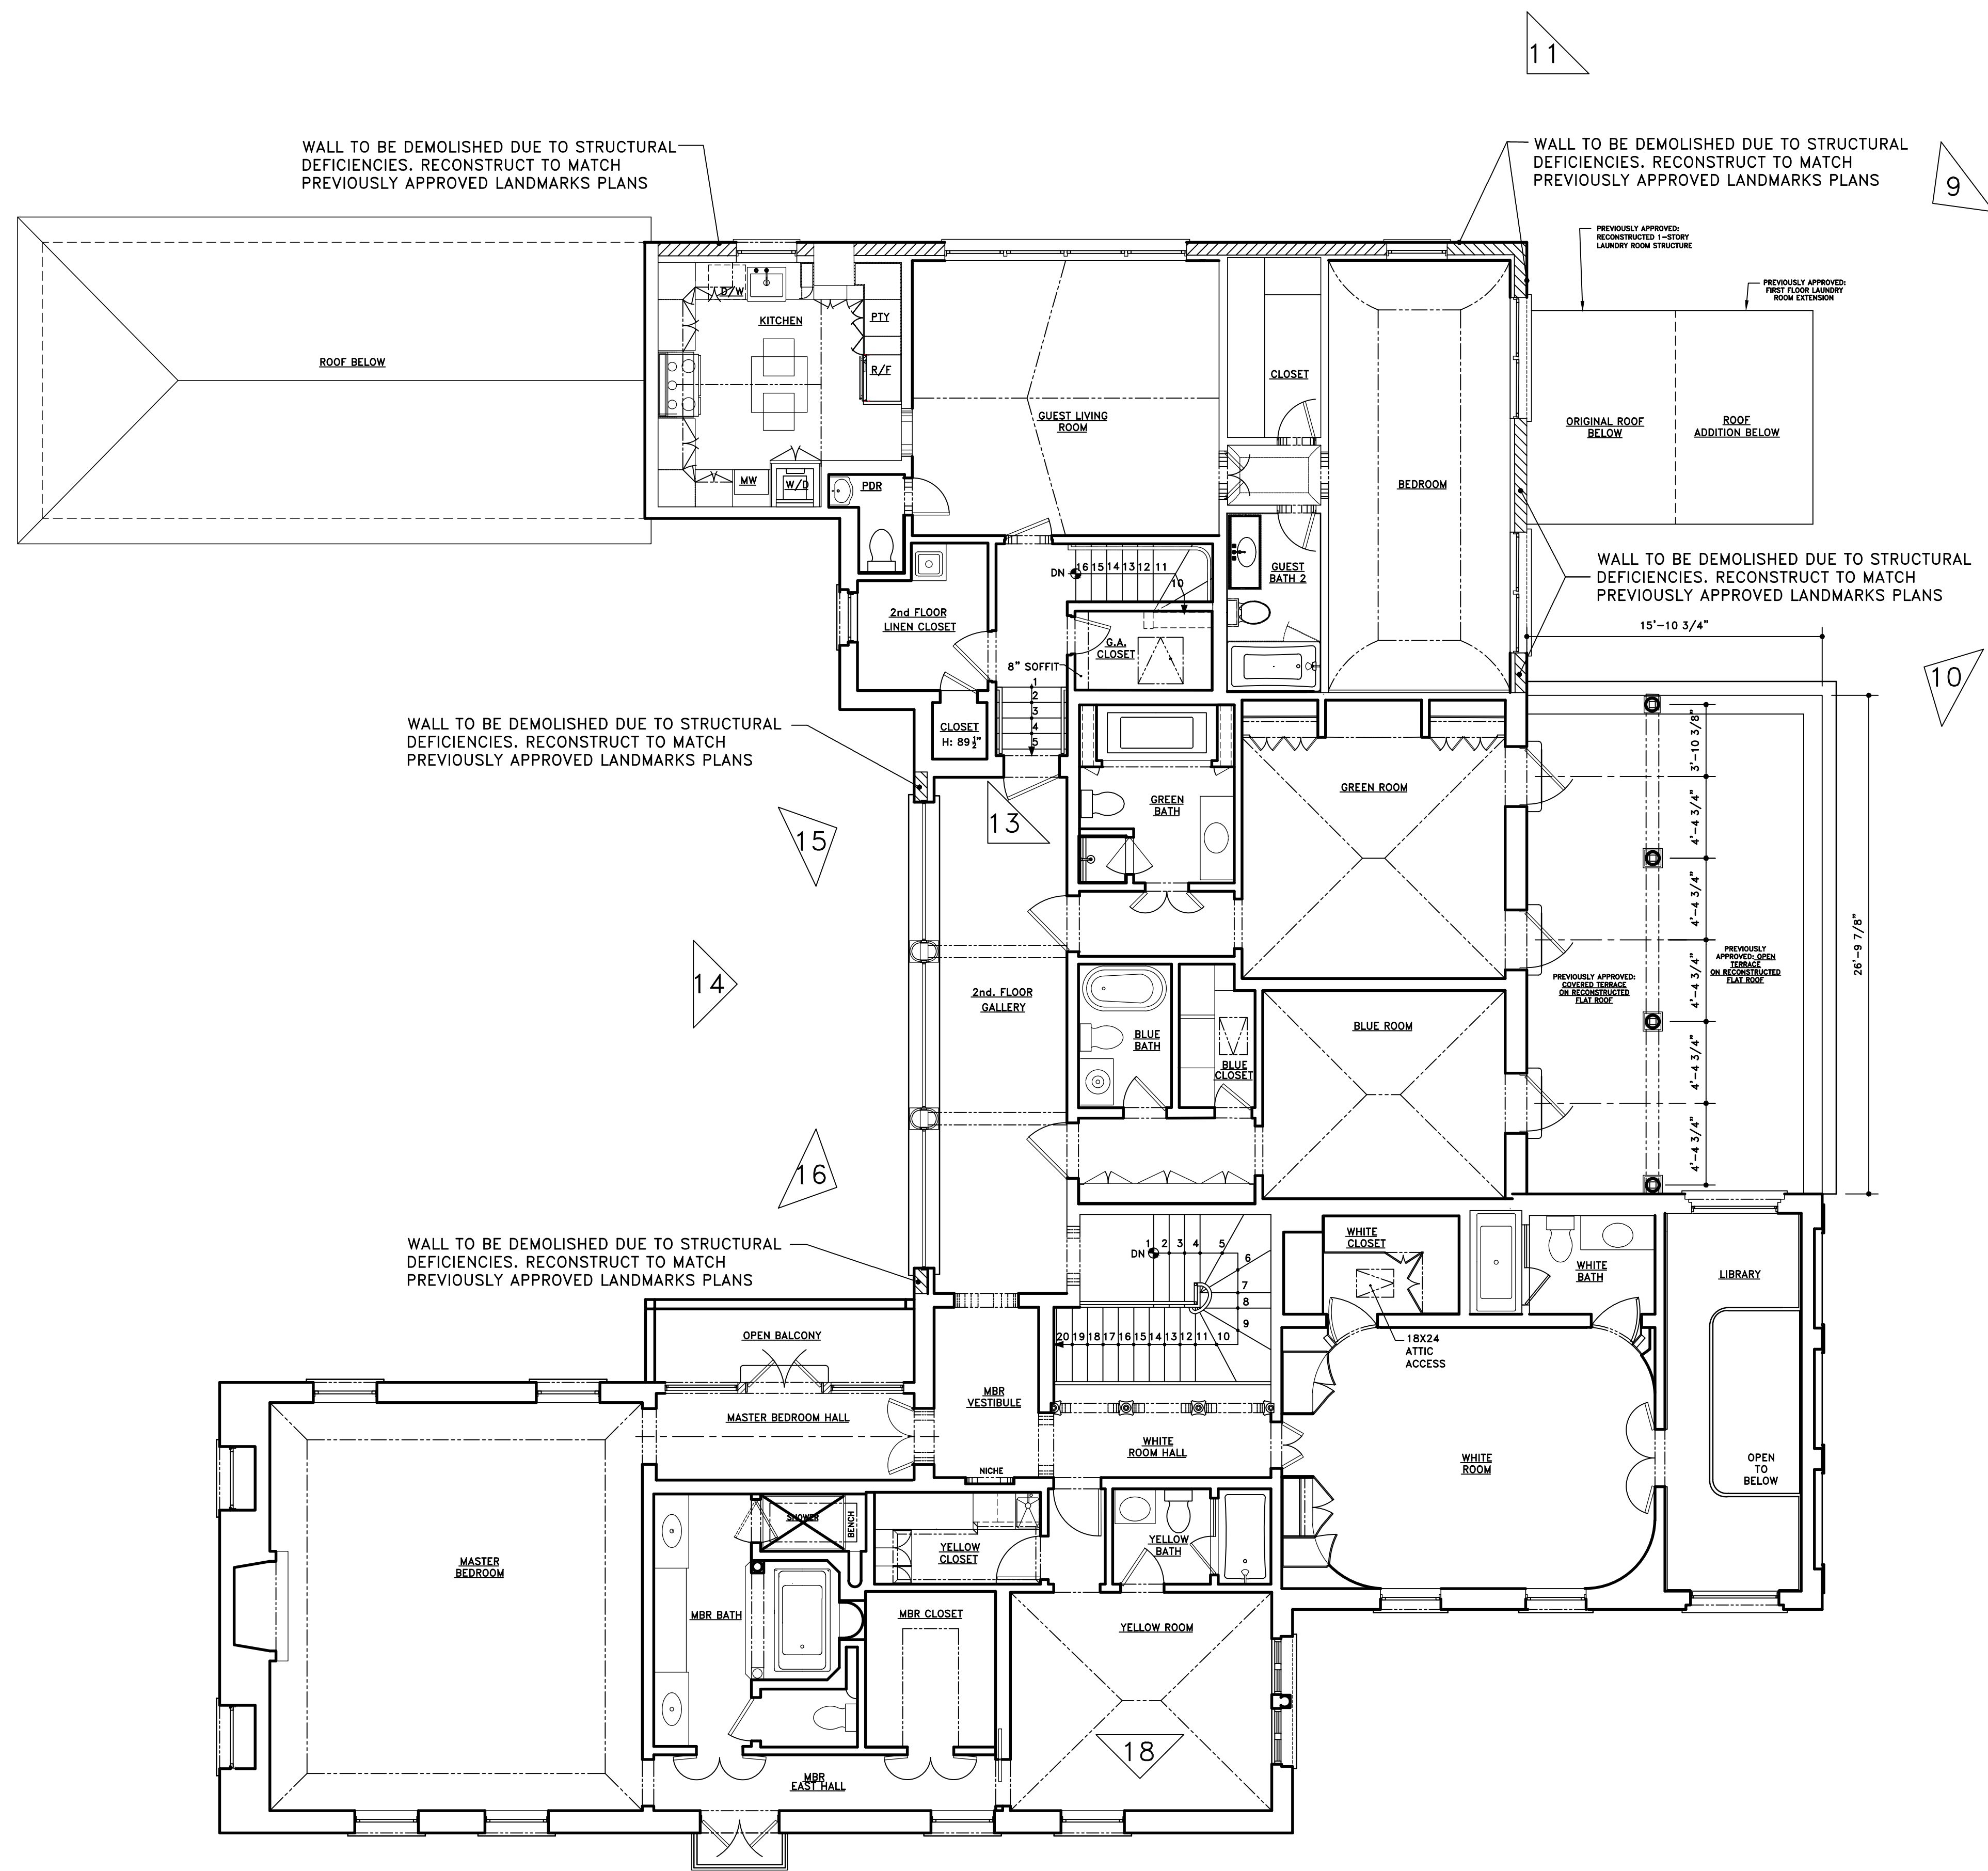 11
WALL TO BE DEMOLISHED DUE TO STRUCTURAL
DEFICIENCIES. RECONSTRUCT TO MATCH
PREVIOUSLY APPROVED LANDMARKS PLANS
WALL TO BE DEMOLISHED DUE TO STRUCTURAL
DEFICIENCIES. RECONSTRUCT TO MATCH
PREVIOUSLY APPROVED LANDMARKS PLANS
9
PREVIOUSLY APPROVED:
RECONSTRUCTED 1-STORY
LAUNDRY ROOM STRUCTURE
PREVIOUSLY APPROVED:
FIRST FLOOR LAUNDRY
ROOM EXTENSION
D/W
KITCHEN
PTY
R/F
ROOF BELOW
GUEST LIVING
ROOM
CLOSET
ORIGINAL ROOF
BELOW
ROOF
ADDITION BELOW
MW
W/D
PDR
BEDROOM
WALL TO BE DEMOLISHED DUE TO STRUCTURAL
DEFICIENCIES. RECONSTRUCT TO MATCH
PREVIOUSLY APPROVED LANDMARKS PLANS
15'-10 3/4"
10
DN
16 15 14 13 12 11
10
GUEST
BATH 2
2nd FLOOR
LINEN CLOSET
G.A.
CLOSET
8" SOFFIT
1
2
3
4
5
CLOSET
H: 89 1/2"
WALL TO BE DEMOLISHED DUE TO STRUCTURAL
DEFICIENCIES. RECONSTRUCT TO MATCH
PREVIOUSLY APPROVED LANDMARKS PLANS
15
13
GREEN
BATH
GREEN ROOM
3'-10 3/8"
4'-4 3/4"
4'-4 3/4"
4'-4 3/4"
4'-4 3/4"
4'-4 3/4"
26'-9 7/8"
14
2nd. FLOOR
GALLERY
PREVIOUSLY APPROVED:
COVERED TERRACE
ON RECONSTRUCTED
FLAT ROOF
PREVIOUSLY
APPROVED: OPEN
TERRACE
ON RECONSTRUCTED
FLAT ROOF
BLUE
BATH
BLUE
CLOSET
BLUE ROOM
16
WALL TO BE DEMOLISHED DUE TO STRUCTURAL
DEFICIENCIES. RECONSTRUCT TO MATCH
PREVIOUSLY APPROVED LANDMARKS PLANS
DN
1 2 3 4 5
6
7
8
9
20 19 18 17 16 15 14 13 12 11 10
WHITE
CLOSET
WHITE
BATH
LIBRARY
18X24
ATTIC
ACCESS
OPEN BALCONY
MASTER BEDROOM HALL
MBR
VESTIBULE
NICHE
WHITE
ROOM HALL
WHITE
ROOM
OPEN
TO
BELOW
SHOWER
BENCH
YELLOW
CLOSET
YELLOW
BATH
MASTER
BEDROOM
MBR BATH
MBR CLOSET
YELLOW ROOM
18
MBR
EAST HALL